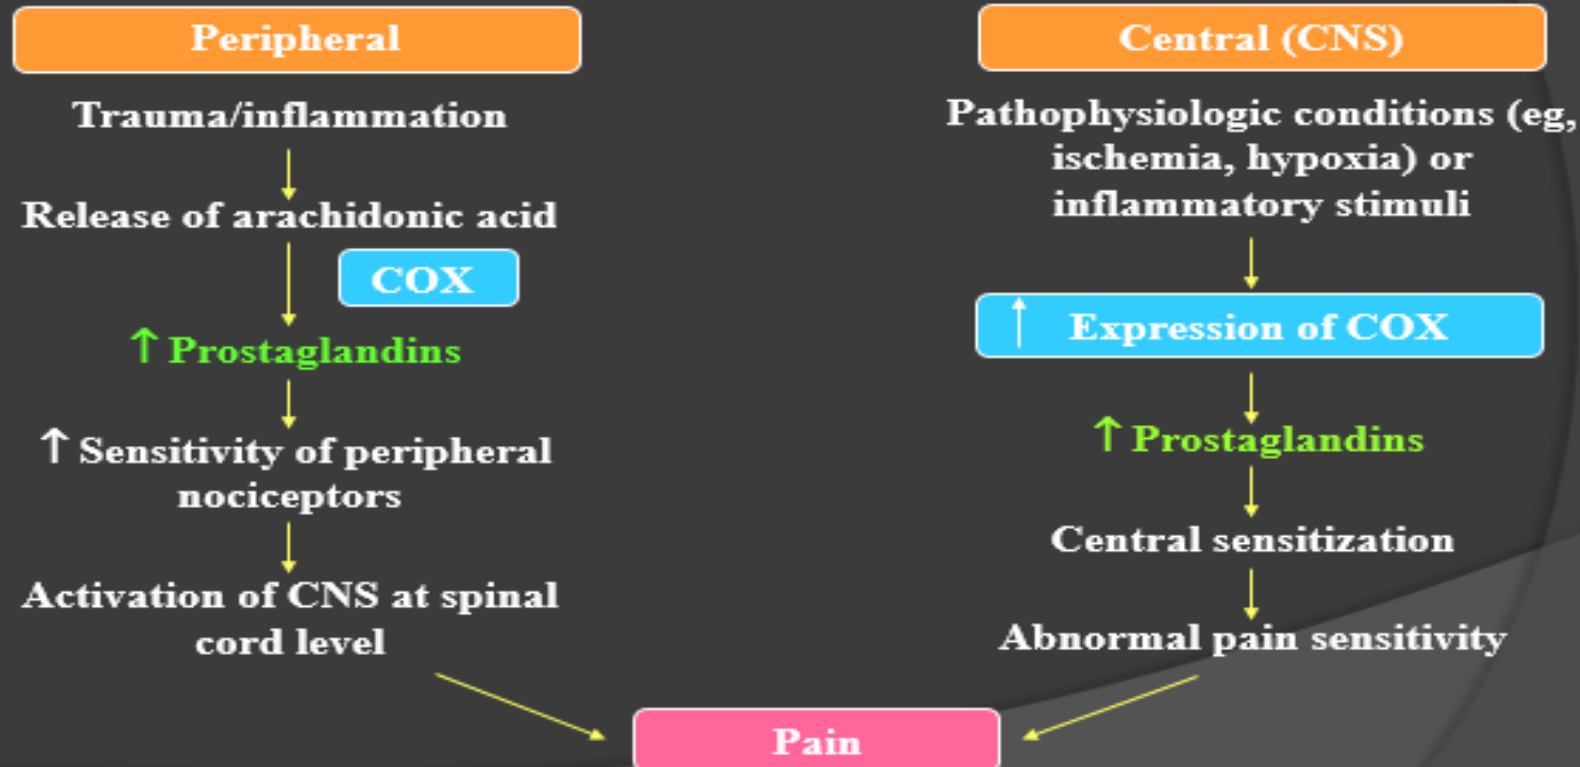 Peripheral
Trauma/inflammation
Release of arachidonic acid
COX
↑ Prostaglandins
↑ Sensitivity of peripheral
nociceptors
Activation of CNS at spinal
cord level
Central (CNS)
Pathophysiologic conditions (eg,
ischemia, hypoxia) or
inflammatory stimuli
↑ Expression of COX
↑ Prostaglandins
Central sensitization
Abnormal pain sensitivity
Pain